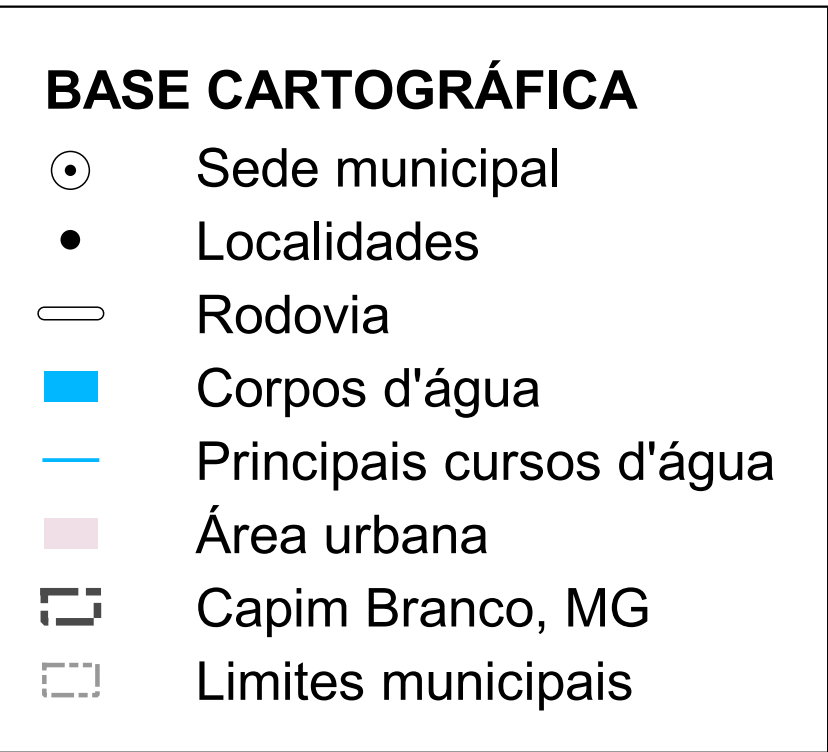 BASE CARTOGRÁFICA
Sede municipal
Localidades
Rodovia
Corpos d'água
Principais cursos d'água
Área urbana
Capim Branco, MG
Limites municipais